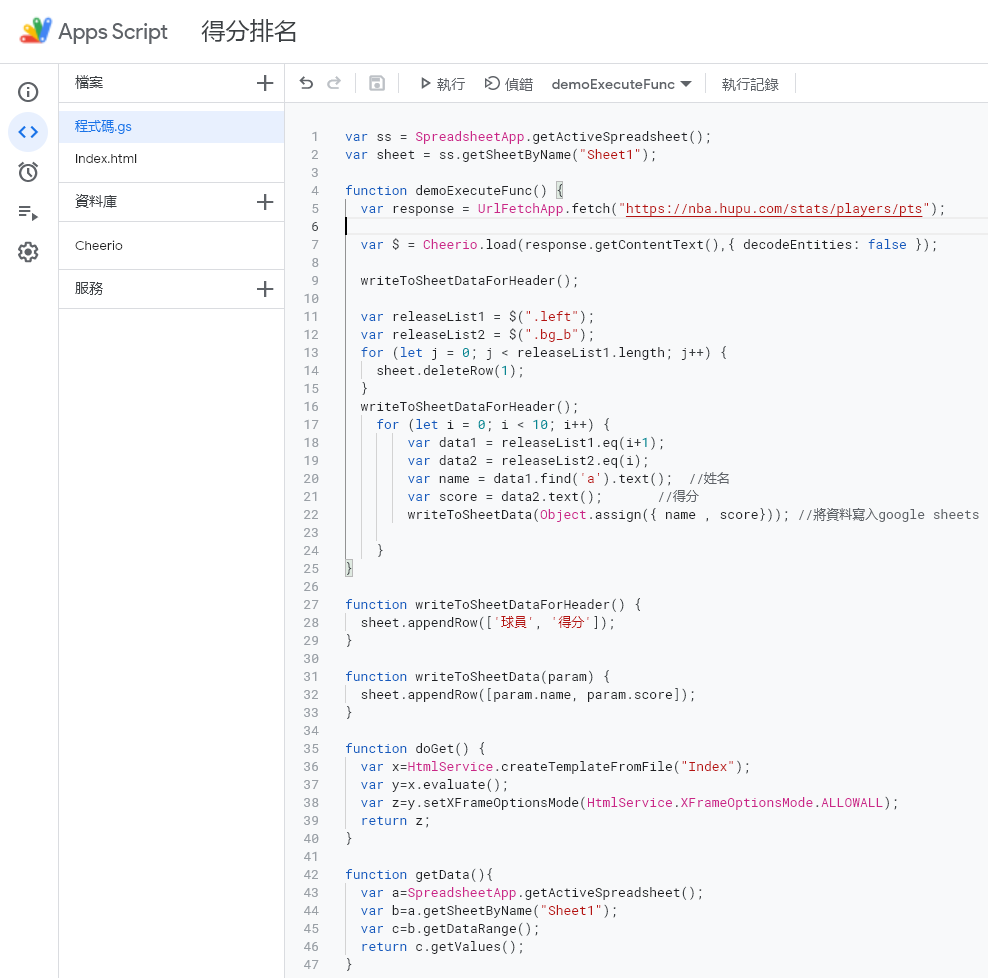 Apps Script 得分排名
檔案
程式碼.gs
Index.html
資料庫
Cheerio
服務
執行 偵錯 demoExecuteFunc 執行記錄
1 var ss = SpreadsheetApp.getActiveSpreadsheet();
2 var sheet = ss.getSheetByName("Sheet1");
3
4 function demoExecuteFunc() {
5 var response = UrlFetchApp.fetch("https://nba.hupu.com/stats/players/pts");
6
7 var $ = Cheerio.load(response.getContentText(),{ decodeEntities: false });
8
9 writeToSheetDataForHeader();
10
11 var releaseList1 = $(".left");
12 var releaseList2 = $(".bg_b");
13 for (let j = 0; j < releaseList1.length; j++) {
14 sheet.deleteRow(1);
15 }
16 writeToSheetDataForHeader();
17 for (let i = 0; i < 10; i++) {
18 var data1 = releaseList1.eq(i+1);
19 var data2 = releaseList2.eq(i);
20 var name = data1.find('a').text(); //姓名
21 var score = data2.text(); //得分
22 writeToSheetData(Object.assign({ name , score})); //將資料寫入google sheets
23
24 }
25 }
26
27 function writeToSheetDataForHeader() {
28 sheet.appendRow(['球員', '得分']);
29 }
30
31 function writeToSheetData(param) {
32 sheet.appendRow([param.name, param.score]);
33 }
34
35 function doGet() {
36 var x=HtmlService.createTemplateFromFile("Index");
37 var y=x.evaluate();
38 var z=y.setXFrameOptionsMode(HtmlService.XFrameOptionsMode.ALLOWALL);
39 return z;
40 }
41
42 function getData(){
43 var a=SpreadsheetApp.getActiveSpreadsheet();
44 var b=a.getSheetByName("Sheet1");
45 var c=b.getDataRange();
46 return c.getValues();
47 }